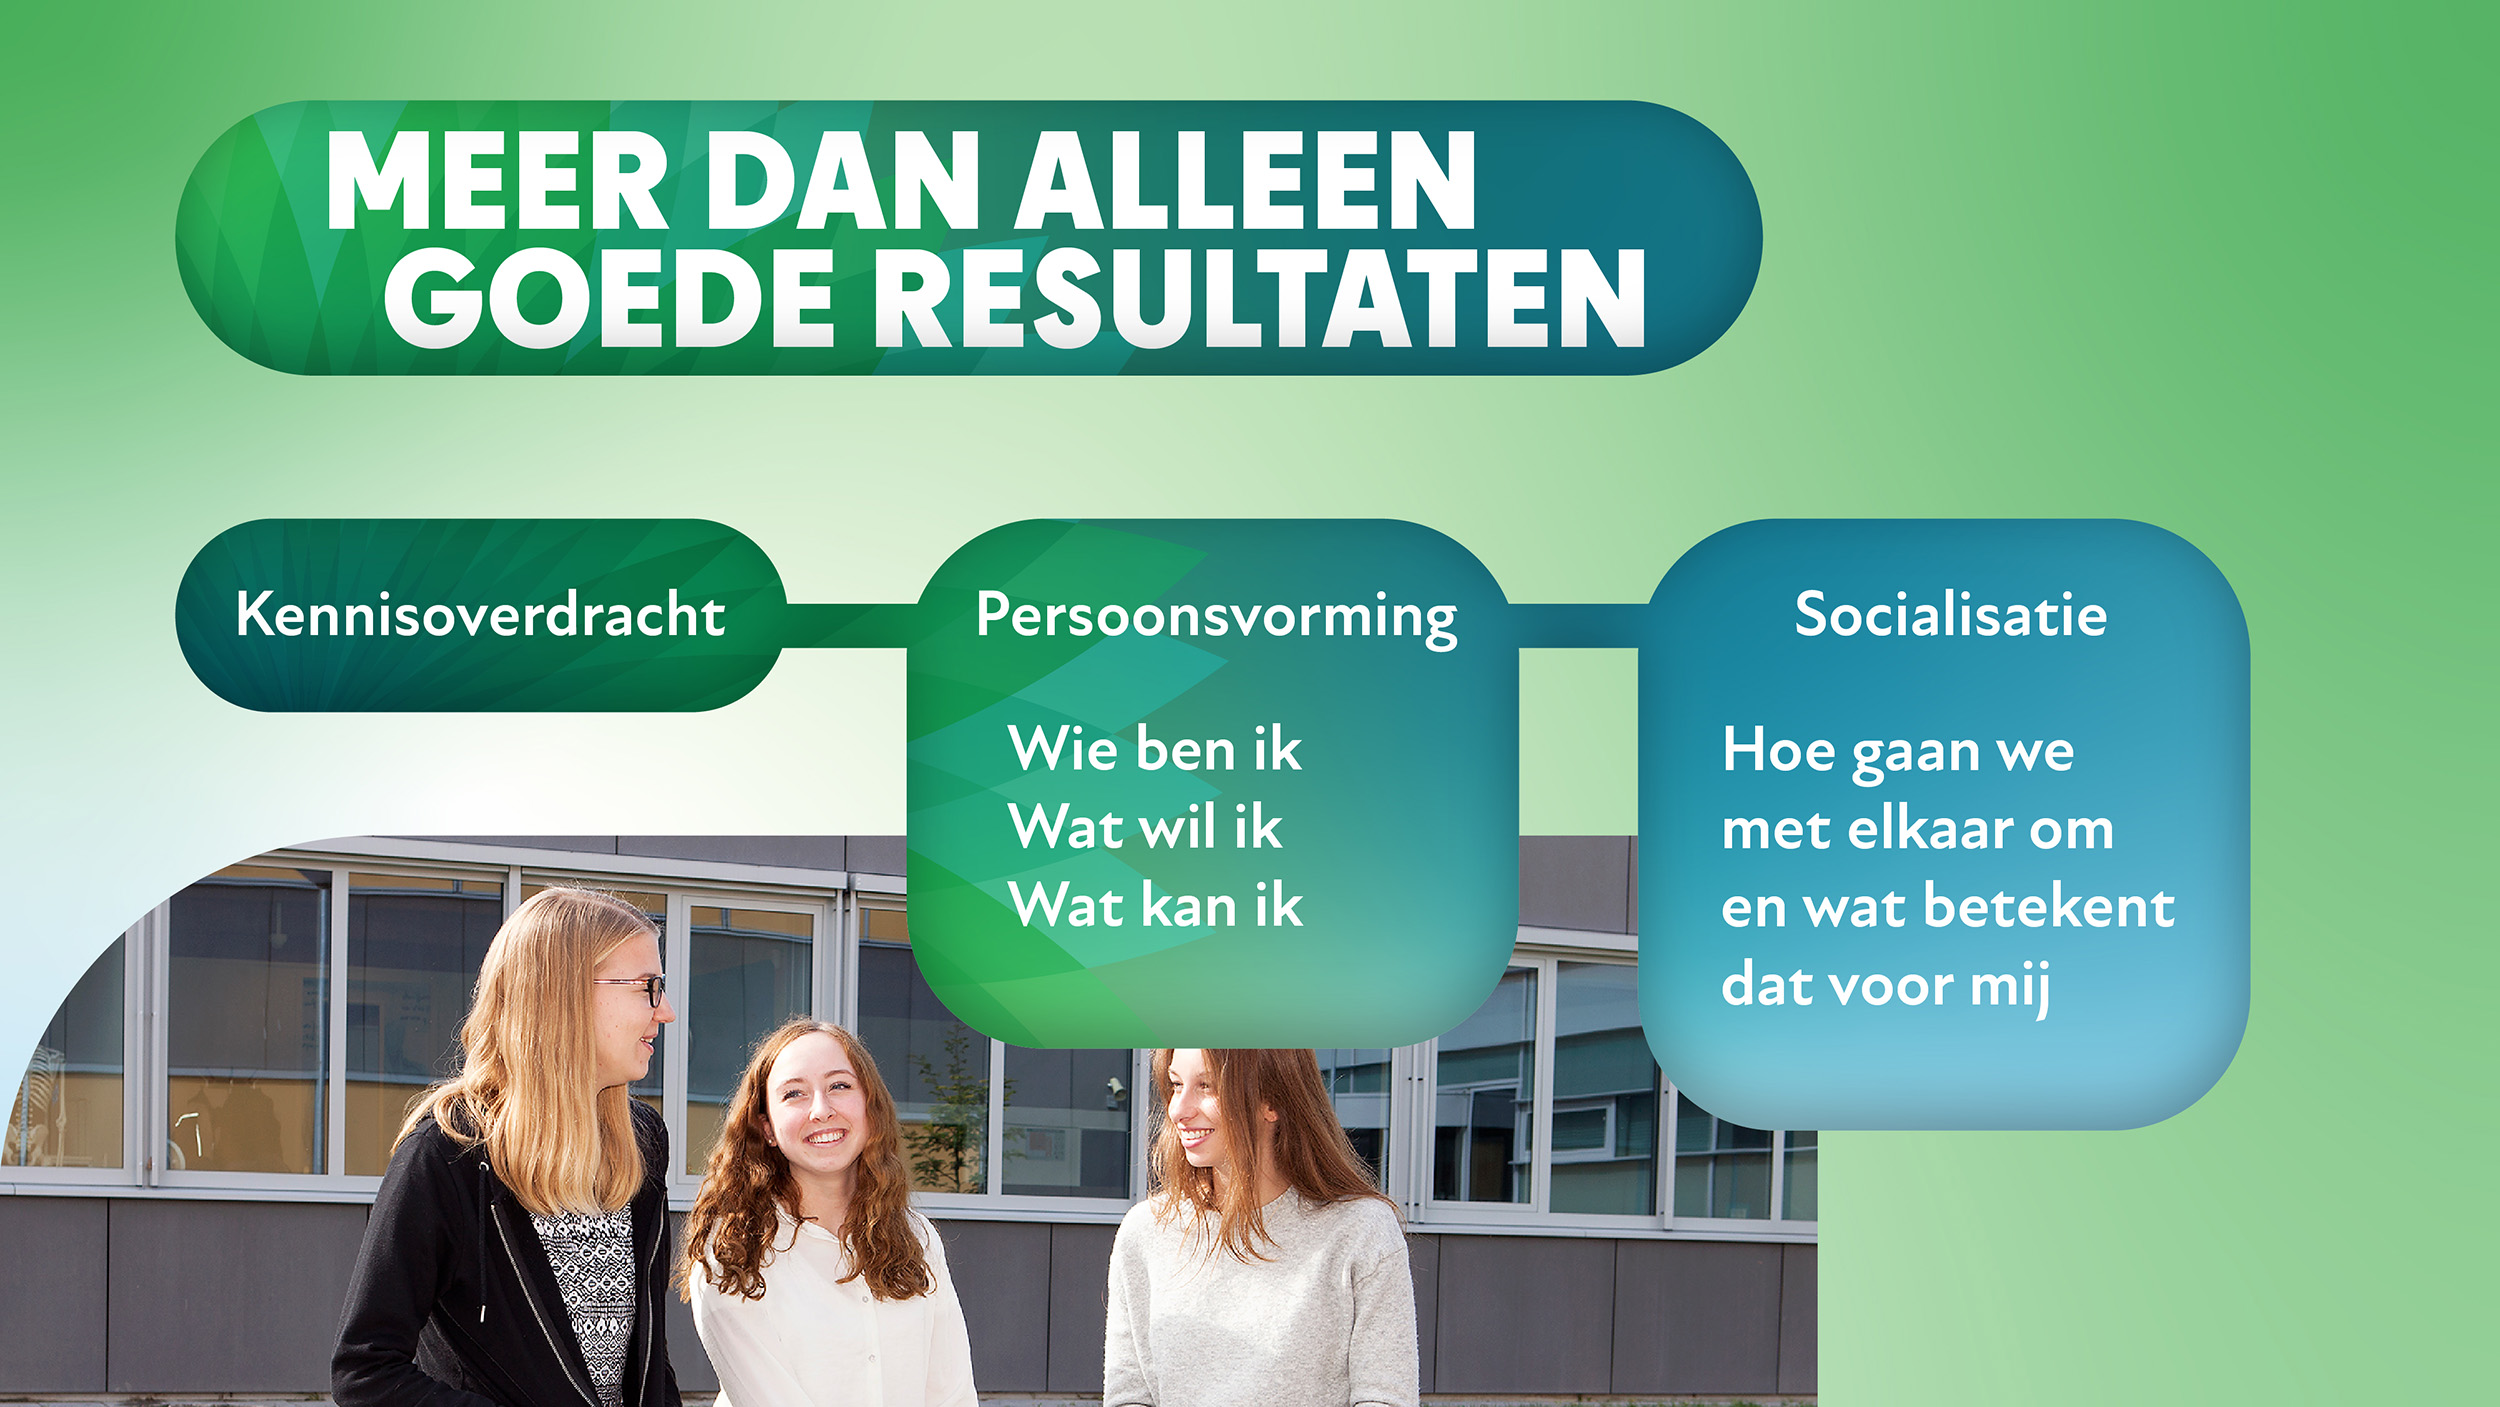 MEER DAN ALLEEN
GOEDE RESULTATEN
Kennisoverdracht
Persoonsvorming
Wie ben ik
Wat wil ik
Wat kan ik
Socialisatie
Hoe gaan we
met elkaar om
en wat betekent
dat voor mij